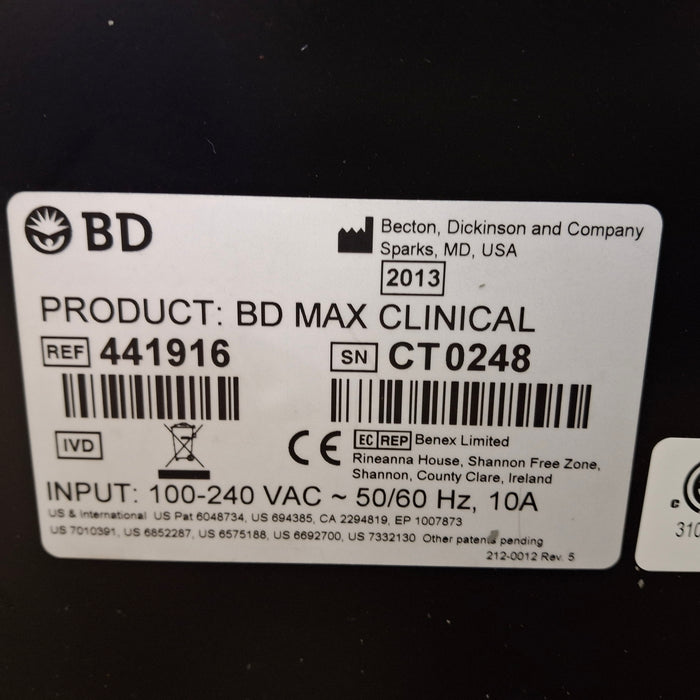 BD
Becton, Dickinson and Company
Sparks, MD, USA
2013
PRODUCT: BD MAX CLINICAL
REF 441916
SN CT0248
IVD
CE
EC REP Benex Limited
Rineanna House, Shannon Free Zone,
Shannon, County Clare, Ireland
INPUT: 100-240 VAC ~ 50/60 Hz, 10A
US & International US Pat 6048734, US 694385, CA 2294819, EP 1007873
US 7010391, US 6852287, US 6575188, US 6692700, US 7332130 Other patents pending
212-0012 Rev. 5
c
310